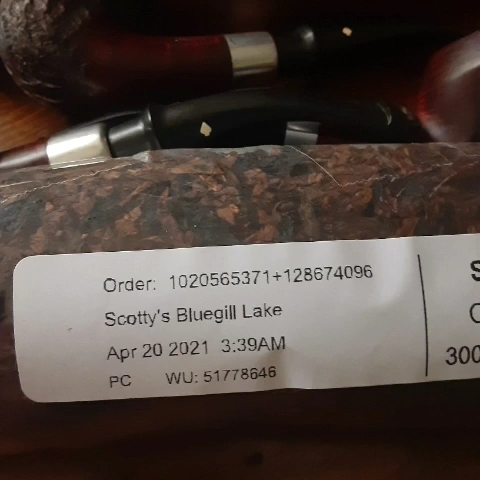 Order: 1020565371+128674096
Scotty's Bluegill Lake
Apr 20 2021 3:39AM
PC WU: 51778646
300